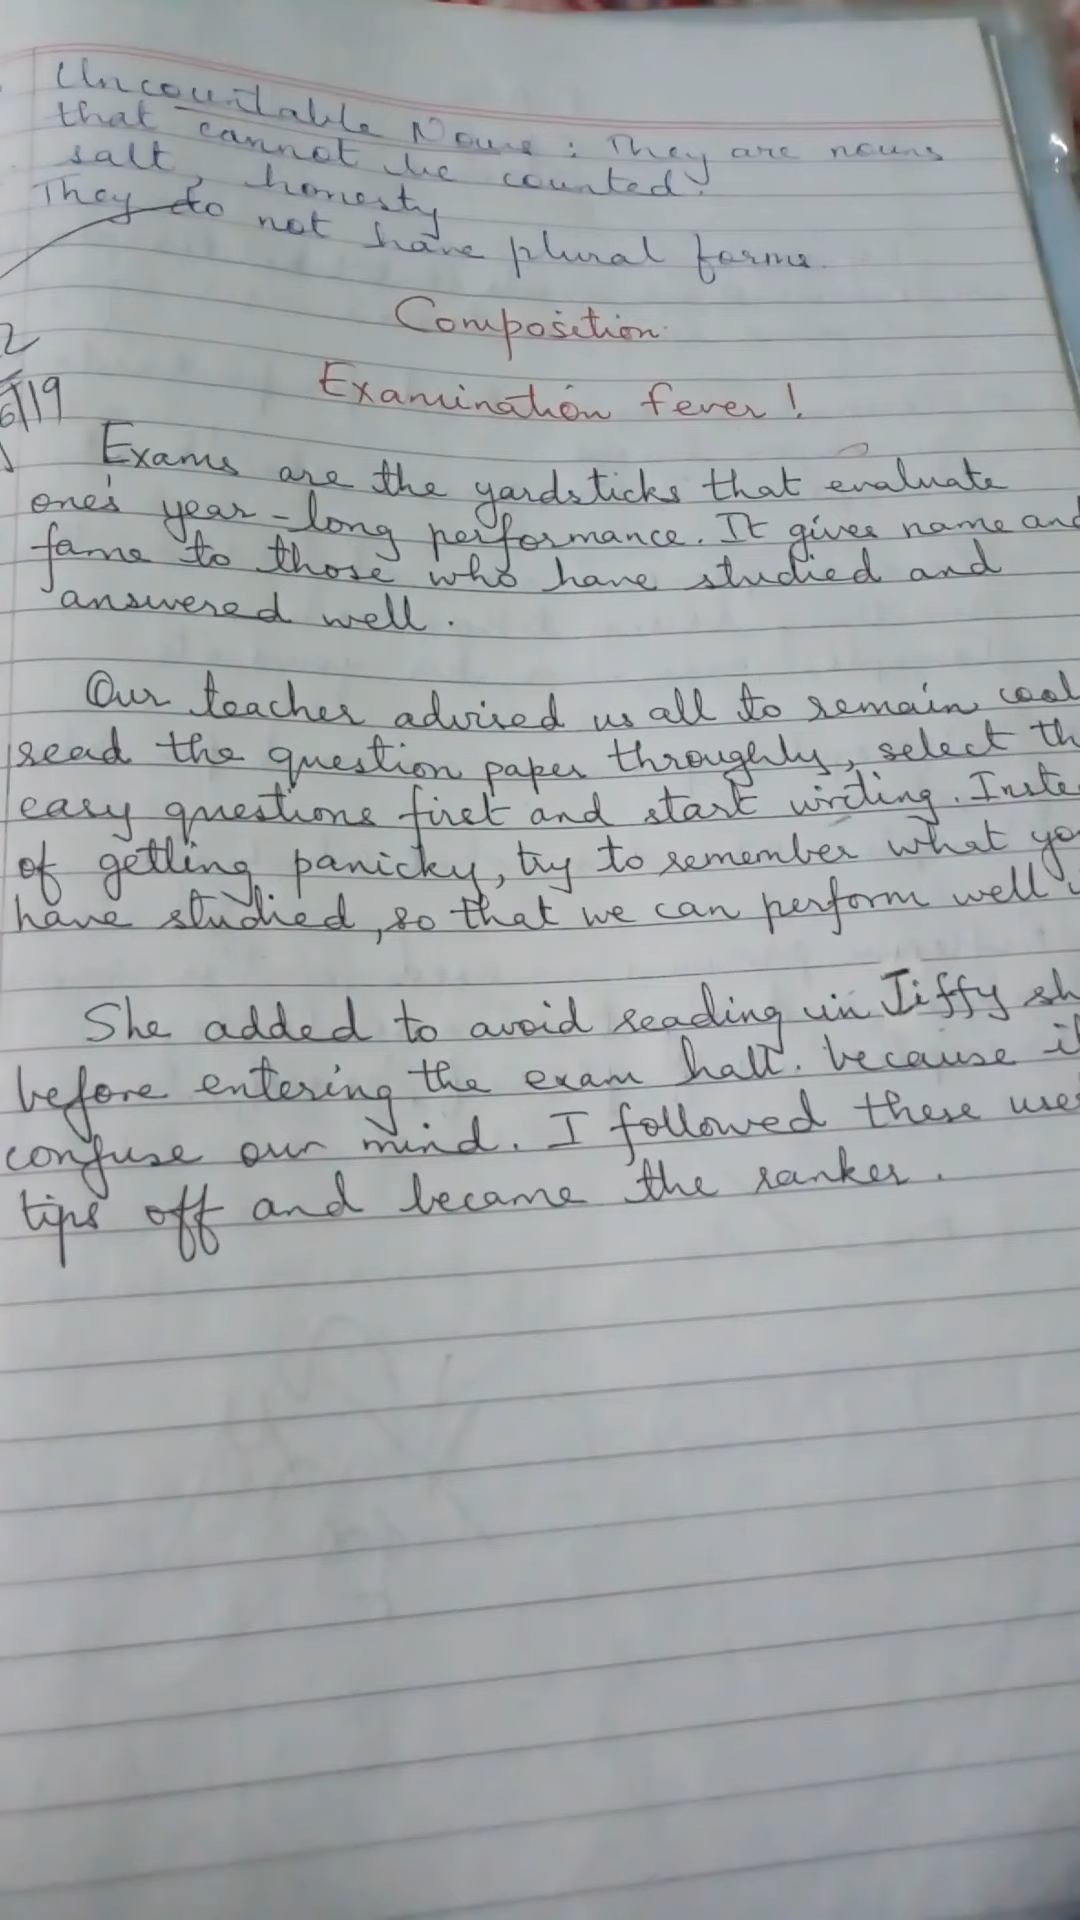 Uncountable Nouns : They are nouns
that cannot be counted.
salt, honesty
They do not have plural forms.
Composition
2
6/19
Examination fever!
Exams are the yardsticks that evaluate
one's year-long performance. It gives name and
fame to those who have studied and
answered well.
Our teacher advised us all to remain cool
read the question paper throughly, select th
easy questions first and start writing. Inste
of getting panicky, try to remember what yo
have studied, so that we can perform well
She added to avoid reading in Jiffy sh
before entering the exam hall. because i
confuse our mind. I followed these use
tips off and became the ranker.